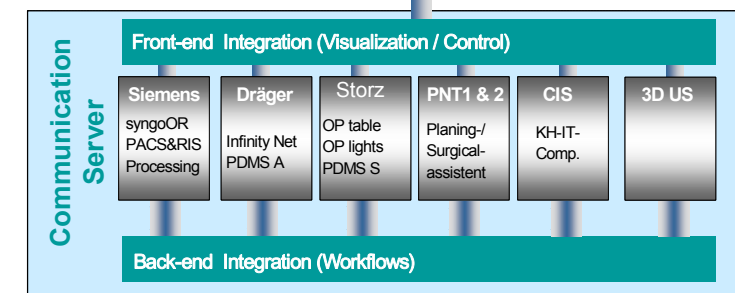 Communication
Server
Front-end Integration (Visualization / Control)
Siemens
syngoOR
PACS&RIS
Processing
Dräger
Infinity Net
PDMS A
Storz
OP table
OP lights
PDMS S
PNT1 & 2
Planing-/
Surgical-
assistent
CIS
KH-IT-
Comp.
3D US
Back-end Integration (Workflows)